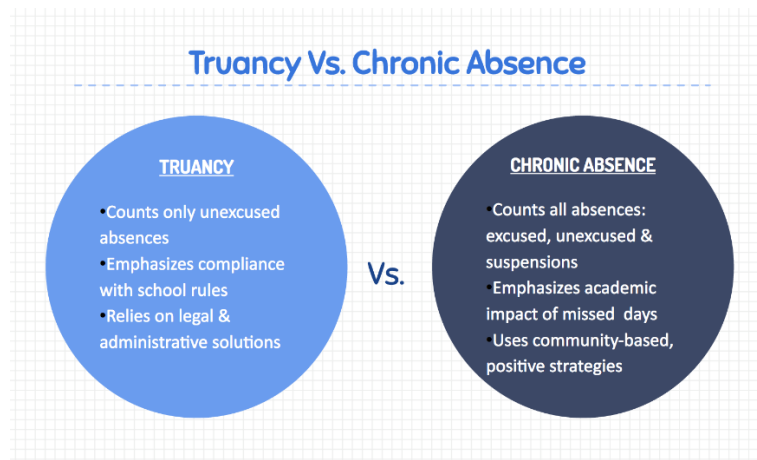 Truancy Vs. Chronic Absence
TRUANCY
•Counts only unexcused
absences
•Emphasizes compliance
with school rules
•Relies on legal &
administrative solutions
Vs.
CHRONIC ABSENCE
•Counts all absences:
excused, unexcused &
suspensions
•Emphasizes academic
impact of missed  days
•Uses community-based,
positive strategies